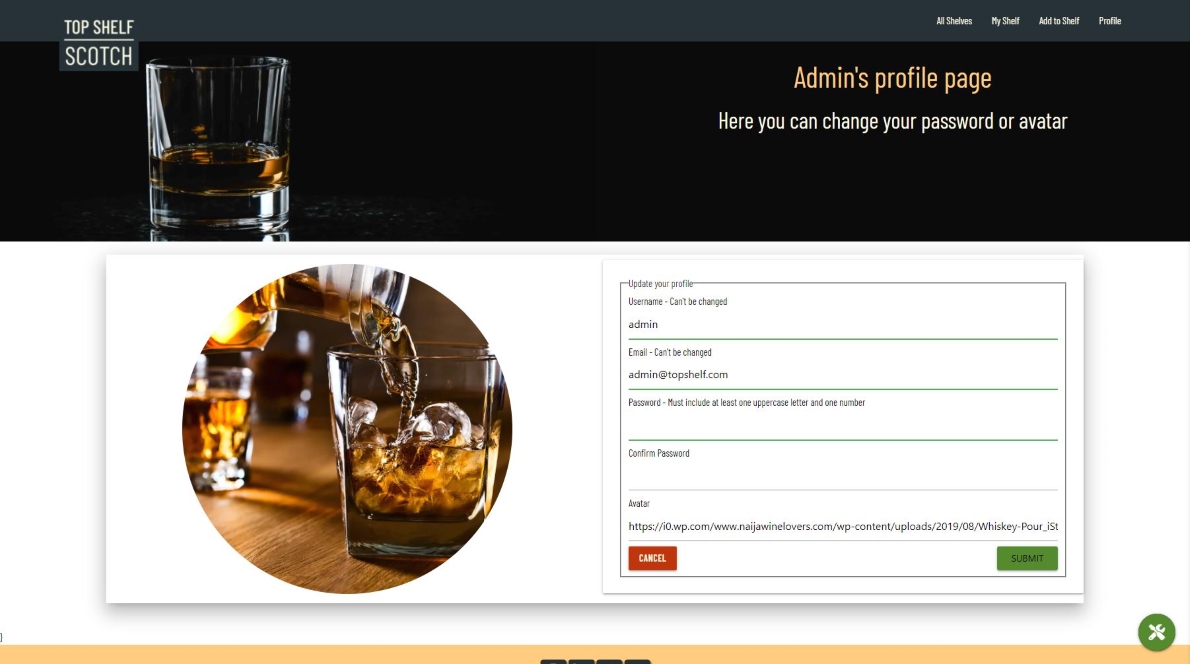 TOP SHELF
SCOTCH
All Shelves
My Shelf
Add to Shelf
Profile
Admin's profile page
Here you can change your password or avatar
Update your profile
Username - Can't be changed
admin
Email - Can't be changed
admin@topshelf.com
Password - Must include at least one uppercase letter and one number
Confirm Password
Avatar
https://i0.wp.com/www.naijawinelovers.com/wp-content/uploads/2019/08/Whiskey-Pour_iSt
CANCEL
SUBMIT
}